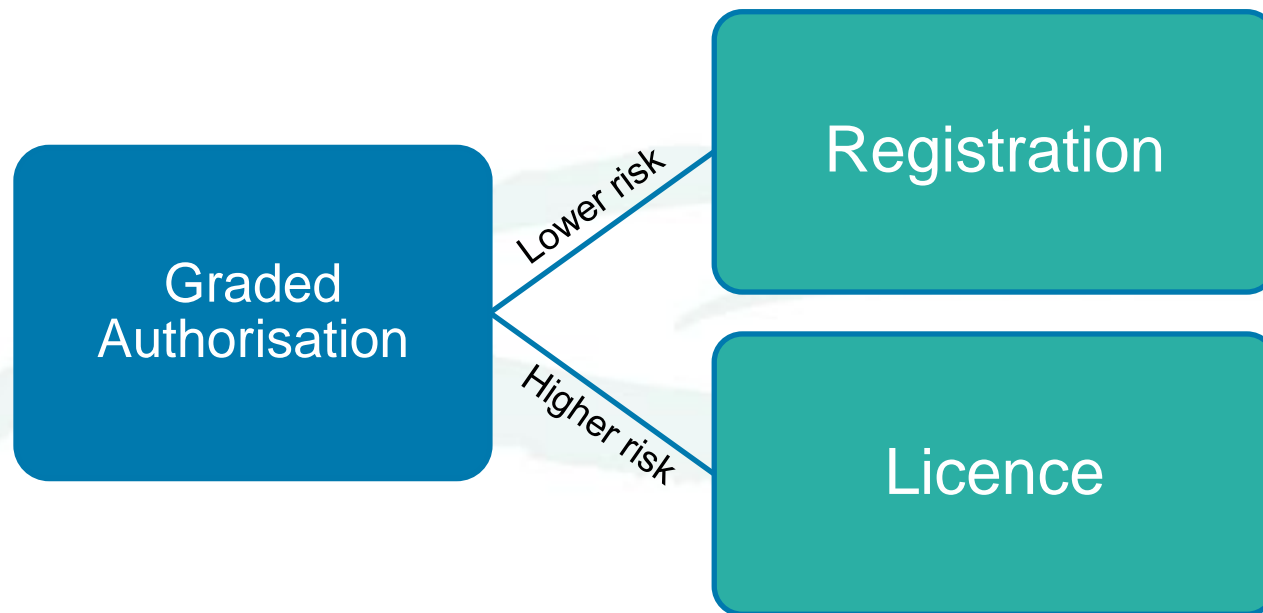 Graded
Authorisation
Lower risk
Registration
Higher risk
Licence